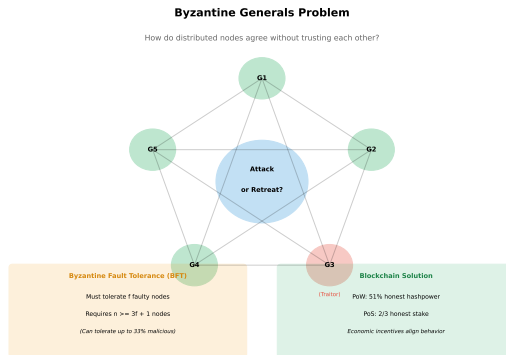 Byzantine Generals Problem
How do distributed nodes agree without trusting each other?
G1
G5
G2
Attack
or Retreat?
G4
G3
(Traitor)
Byzantine Fault Tolerance (BFT)
Must tolerate f faulty nodes
Requires n >= 3f + 1 nodes
(Can tolerate up to 33% malicious)
Blockchain Solution
PoW: 51% honest hashpower
PoS: 2/3 honest stake
Economic incentives align behavior